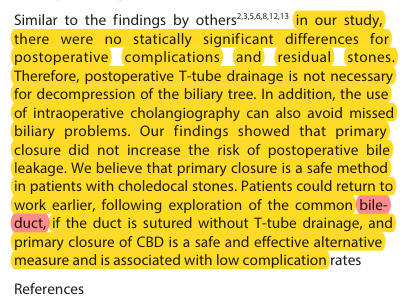 Similar to the findings by others2,3,5,6,8,12,13 in our study,
there were no statically significant differences for
postoperative complications and residual stones.
Therefore, postoperative T-tube drainage is not necessary
for decompression of the biliary tree. In addition, the use
of intraoperative cholangiography can also avoid missed
biliary problems. Our findings showed that primary
closure did not increase the risk of postoperative bile
leakage. We believe that primary closure is a safe method
in patients with choledocal stones. Patients could return to
work earlier, following exploration of the common bile-
duct, if the duct is sutured without T-tube drainage, and
primary closure of CBD is a safe and effective alternative
measure and is associated with low complication rates
References